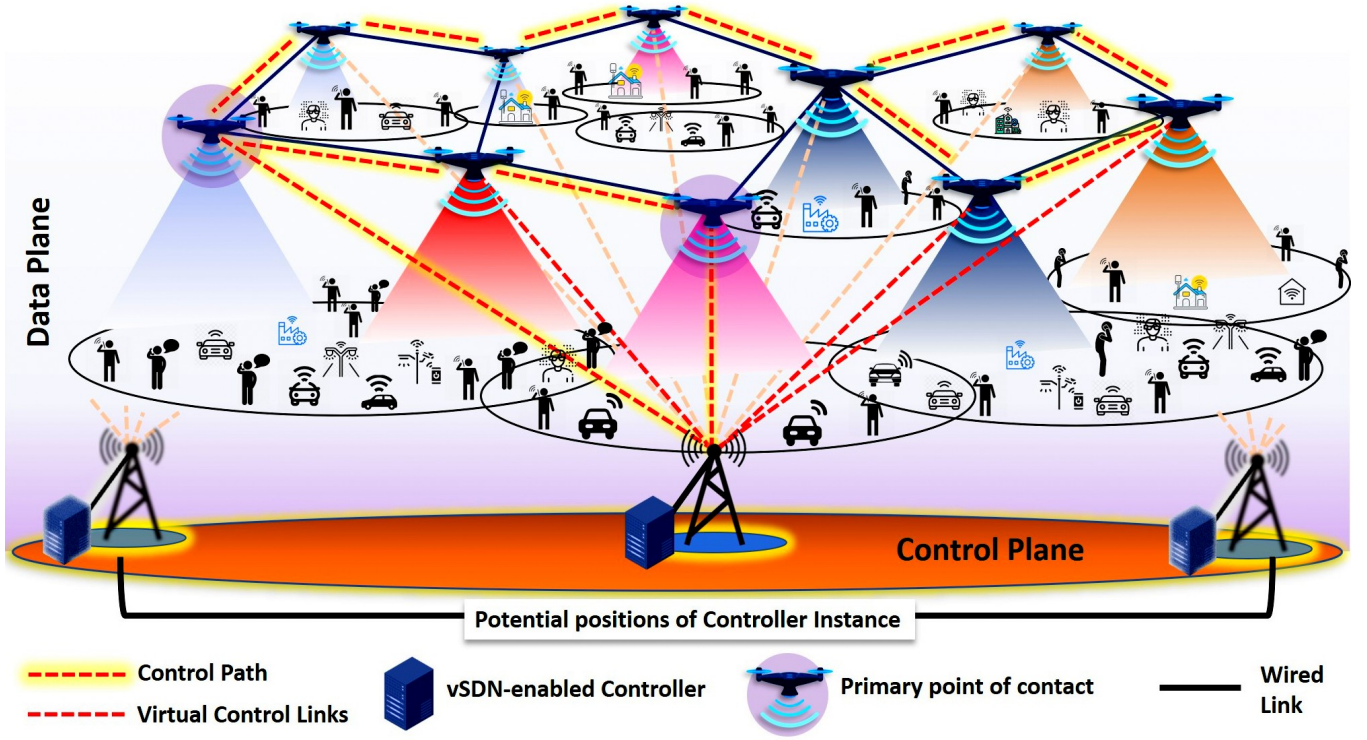 Data Plane
Control Plane
Potential positions of Controller Instance
Control Path
Virtual Control Links
vSDN-enabled Controller
Primary point of contact
Wired
Link